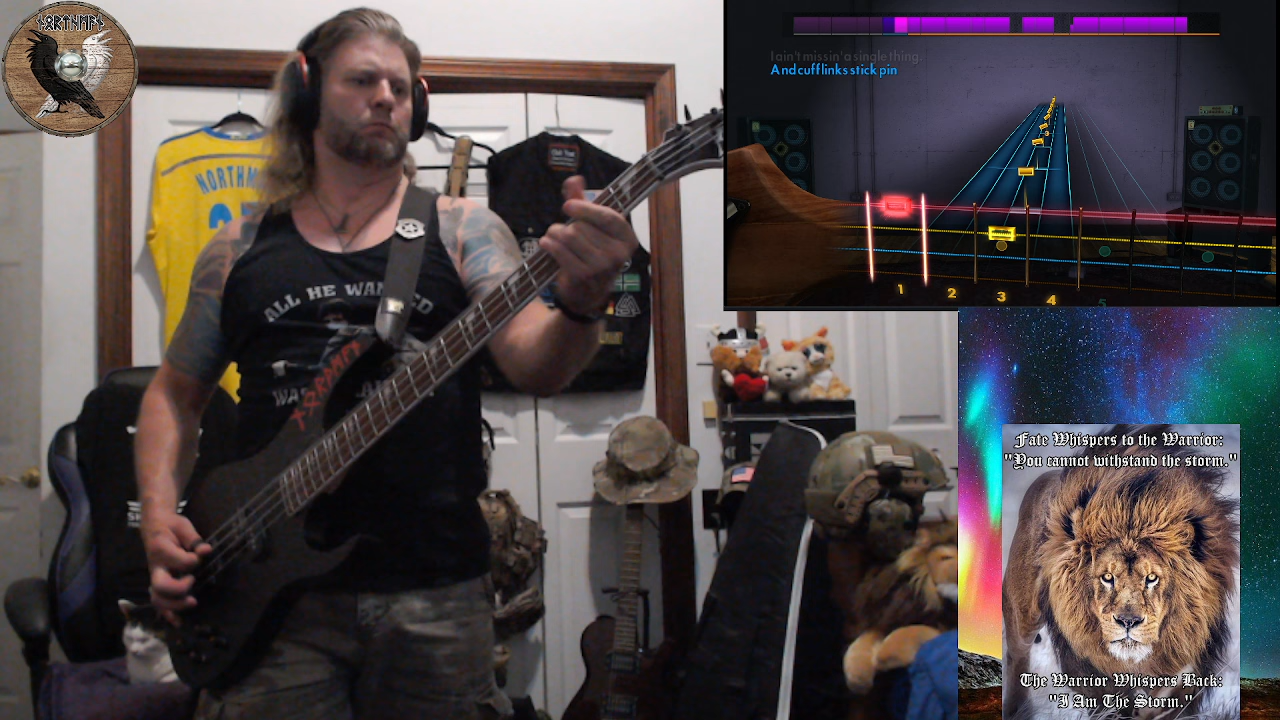 NORTHMAN
I ain't missin' a single thing.
And cufflinks stick pin
1
2
3
4
5
NORTHM
ALL HE WANTED
WAS
Fate Whispers to the Warrior:
"You cannot withstand the storm."
The Warrior Whispers Back:
"I Am The Storm."